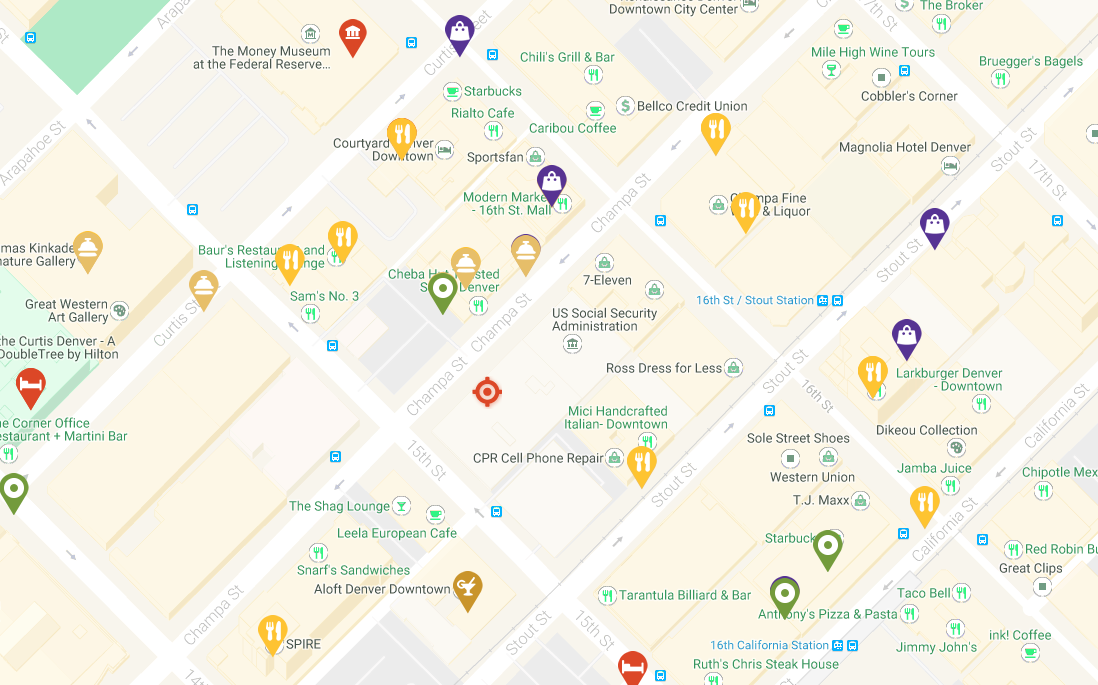 Renaissance Denver
Downtown City Center
The Broker
17th St
Arapahoe St
Curtis Street
The Money Museum
at the Federal Reserve...
Chili's Grill & Bar
Mile High Wine Tours
Bruegger's Bagels
Starbucks
Cobbler's Corner
Rialto Cafe
Bellco Credit Union
Caribou Coffee
Arapahoe St
Courtyard Denver
Downtown
Sportsfan
Magnolia Hotel Denver
Stout St
17th St
Modern Market
- 16th St. Mall
Champa St
Champa Fine
Wine & Liquor
mas Kinkade
nature Gallery
Baur's Restaurant and
Listening Lounge
Stout St
Cheba Hut Toasted
Subs Denver
7-Eleven
Sam's No. 3
16th St / Stout Station
Great Western
Art Gallery
Curtis St
Champa St
US Social Security
Administration
the Curtis Denver - A
DoubleTree by Hilton
Ross Dress for Less
Stout St
Larkburger Denver
- Downtown
Champa St
16th St
California St
Mici Handcrafted
Italian- Downtown
he Corner Office
estaurant + Martini Bar
Sole Street Shoes
Dikeou Collection
15th St
CPR Cell Phone Repair
Western Union
Jamba Juice
Chipotle Mex
Stout St
T.J. Maxx
The Shag Lounge
California St
Leela European Cafe
Starbucks
Red Robin Bu
Snarf's Sandwiches
Great Clips
Aloft Denver Downtown
Tarantula Billiard & Bar
Taco Bell
Champa St
Anthony's Pizza & Pasta
Stout St
15th St
ink! Coffee
SPIRE
16th California Station
Jimmy John's
Ruth's Chris Steak House
14th